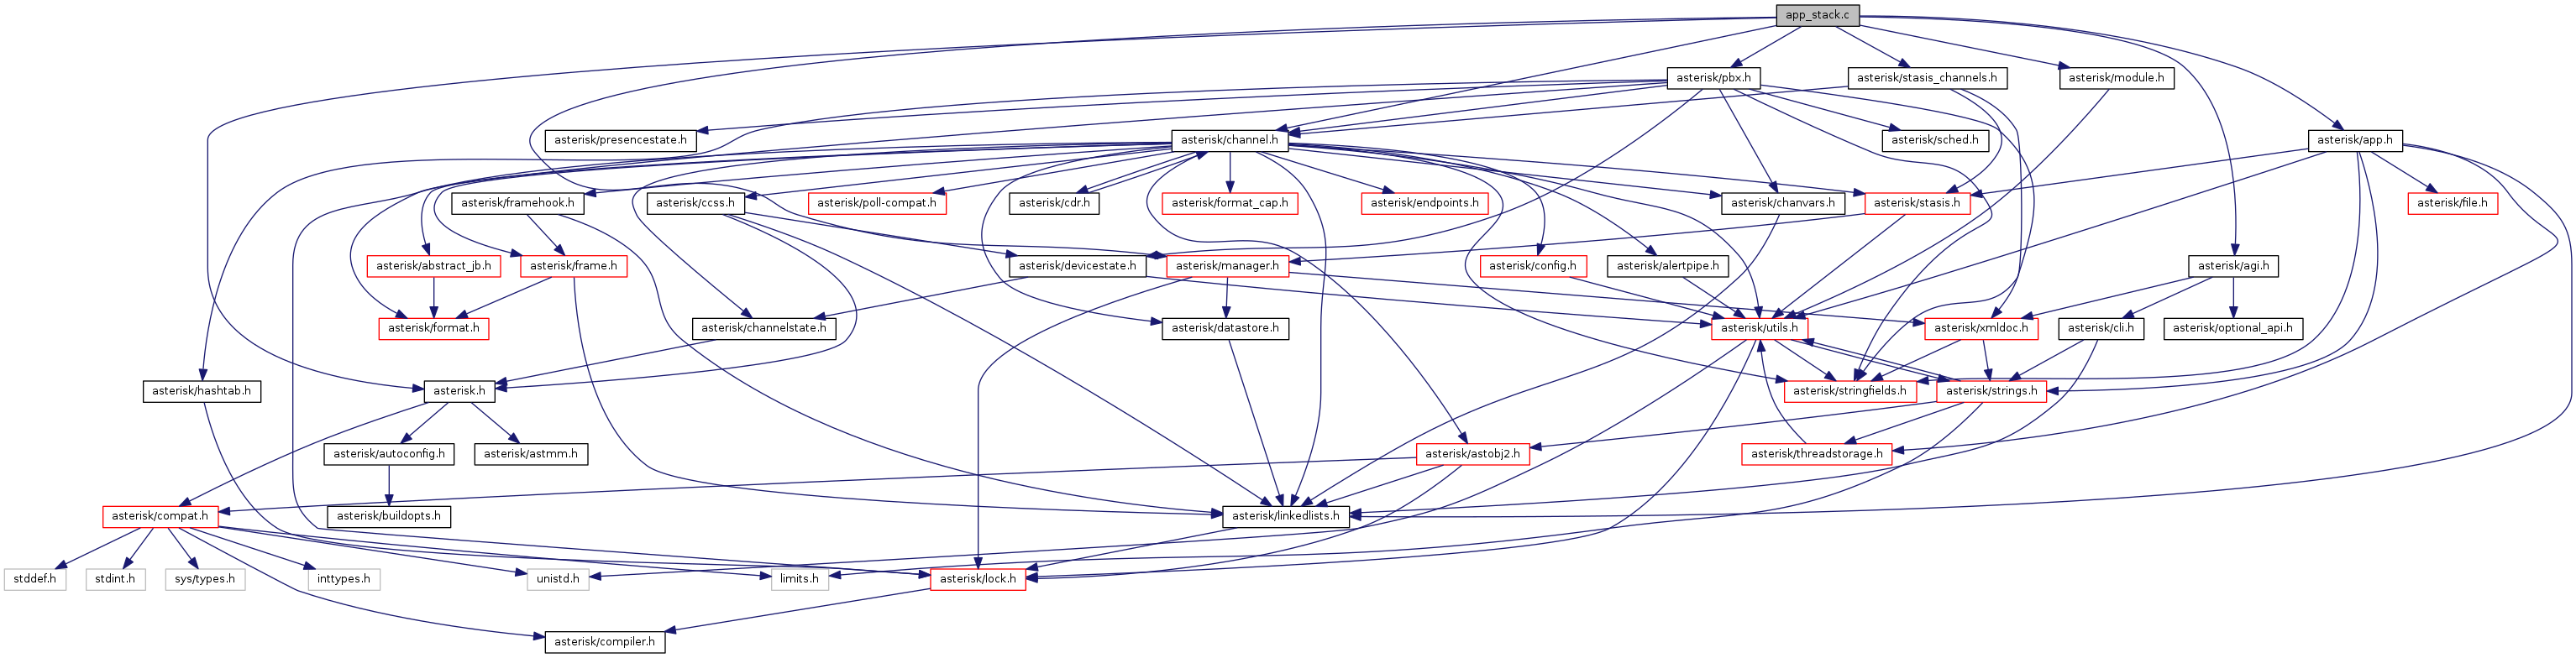 app_stack.c
asterisk/pbx.h
asterisk/stasis_channels.h
asterisk/module.h
asterisk/presencestate.h
asterisk/channel.h
asterisk/sched.h
asterisk/app.h
asterisk/framehook.h
asterisk/ccss.h
asterisk/poll-compat.h
asterisk/cdr.h
asterisk/format_cap.h
asterisk/endpoints.h
asterisk/chanvars.h
asterisk/stasis.h
asterisk/file.h
asterisk/abstract_jb.h
asterisk/frame.h
asterisk/devicestate.h
asterisk/manager.h
asterisk/config.h
asterisk/alertpipe.h
asterisk/agi.h
asterisk/format.h
asterisk/channelstate.h
asterisk/datastore.h
asterisk/utils.h
asterisk/xmldoc.h
asterisk/cli.h
asterisk/optional_api.h
asterisk/hashtab.h
asterisk.h
asterisk/stringfields.h
asterisk/strings.h
asterisk/autoconfig.h
asterisk/astmm.h
asterisk/astobj2.h
asterisk/threadstorage.h
asterisk/compat.h
asterisk/buildopts.h
asterisk/linkedlists.h
stddef.h
stdint.h
sys/types.h
inttypes.h
unistd.h
limits.h
asterisk/lock.h
asterisk/compiler.h